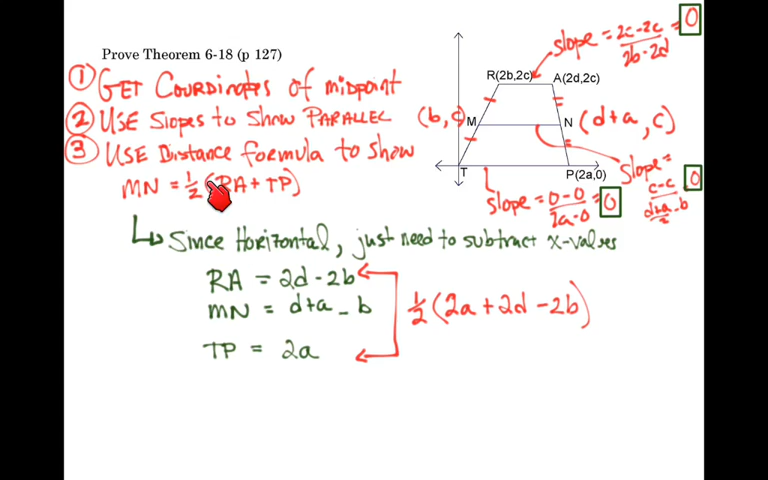 Prove Theorem 6-18 (p 127)
① GET COORDINATES of midpoint
② USE Slopes to Show PARALLEL
③ USE Distance formula to show
MN = 1/2 (RA + TP)
slope = 2c-2c / 2b-2d = 0
R(2b,2c) A(2d,2c)
(b, c) M N (d+a, c)
T P(2a,0)
slope = 0-0 / 2a-0 = 0
slope = c-c / d+a-b = 0
Since Horizontal, just need to subtract x-values
RA = 2d - 2b
MN = d+a - b
TP = 2a
1/2 (2a + 2d - 2b)